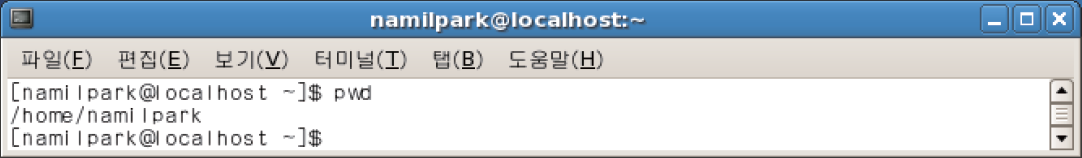 namilpark@localhost:~
파일(F) 편집(E) 보기(V) 터미널(T) 탭(B) 도움말(H)
[namilpark@localhost ~]$ pwd
/home/namilpark
[namilpark@localhost ~]$